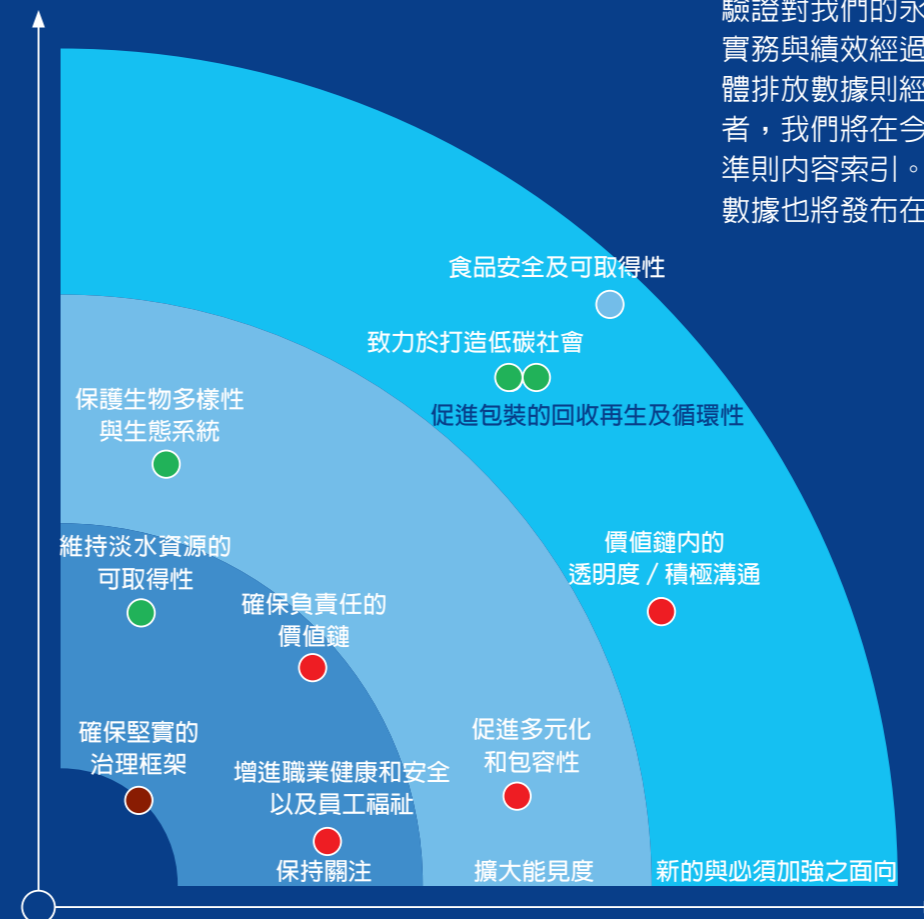 驗證對我們的永
實務與績效經過
體排放數據則經
者，我們將在今
準則內容索引。
數據也將發布在
食品安全及可取得性
致力於打造低碳社會
促進包裝的回收再生及循環性
保護生物多樣性
與生態系統
維持淡水資源的
可取得性
價值鏈內的
透明度 / 積極溝通
確保負責任的
價值鏈
確保堅實的
治理框架
增進職業健康和安全
以及員工福祉
促進多元化
和包容性
保持關注
擴大能見度
新的與必須加強之面向